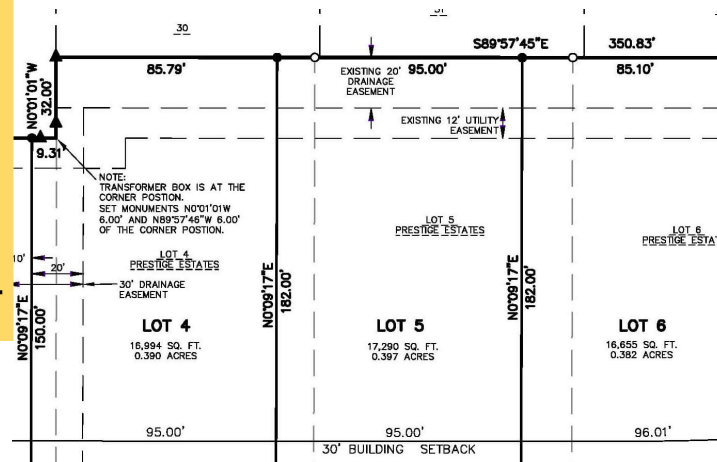 30
S89°57'45"E
350.83'
85.79'
95.00'
85.10'
N0°01'01"W
32.00'
9.31'
EXISTING 20'
DRAINAGE
EASEMENT
EXISTING 12' UTILITY
EASEMENT
NOTE:
TRANSFORMER BOX IS AT THE
CORNER POSTION.
SET MONUMENTS N0°01'01W
6.00' AND N89°57'46"W 6.00'
OF THE CORNER POSTION.
LOT 4
PRESTIGE ESTATES
LOT 5
PRESTIGE ESTATES
LOT 6
PRESTIGE ESTAT
10'
20'
30' DRAINAGE
EASEMENT
N0°09'17"E
150.00'
N0°09'17"E
182.00'
N0°09'17"E
182.00'
LOT 4
16,994 SQ. FT.
0.390 ACRES
LOT 5
17,290 SQ. FT.
0.397 ACRES
LOT 6
16,655 SQ. FT.
0.382 ACRES
95.00'
95.00'
96.01'
30' BUILDING SETBACK